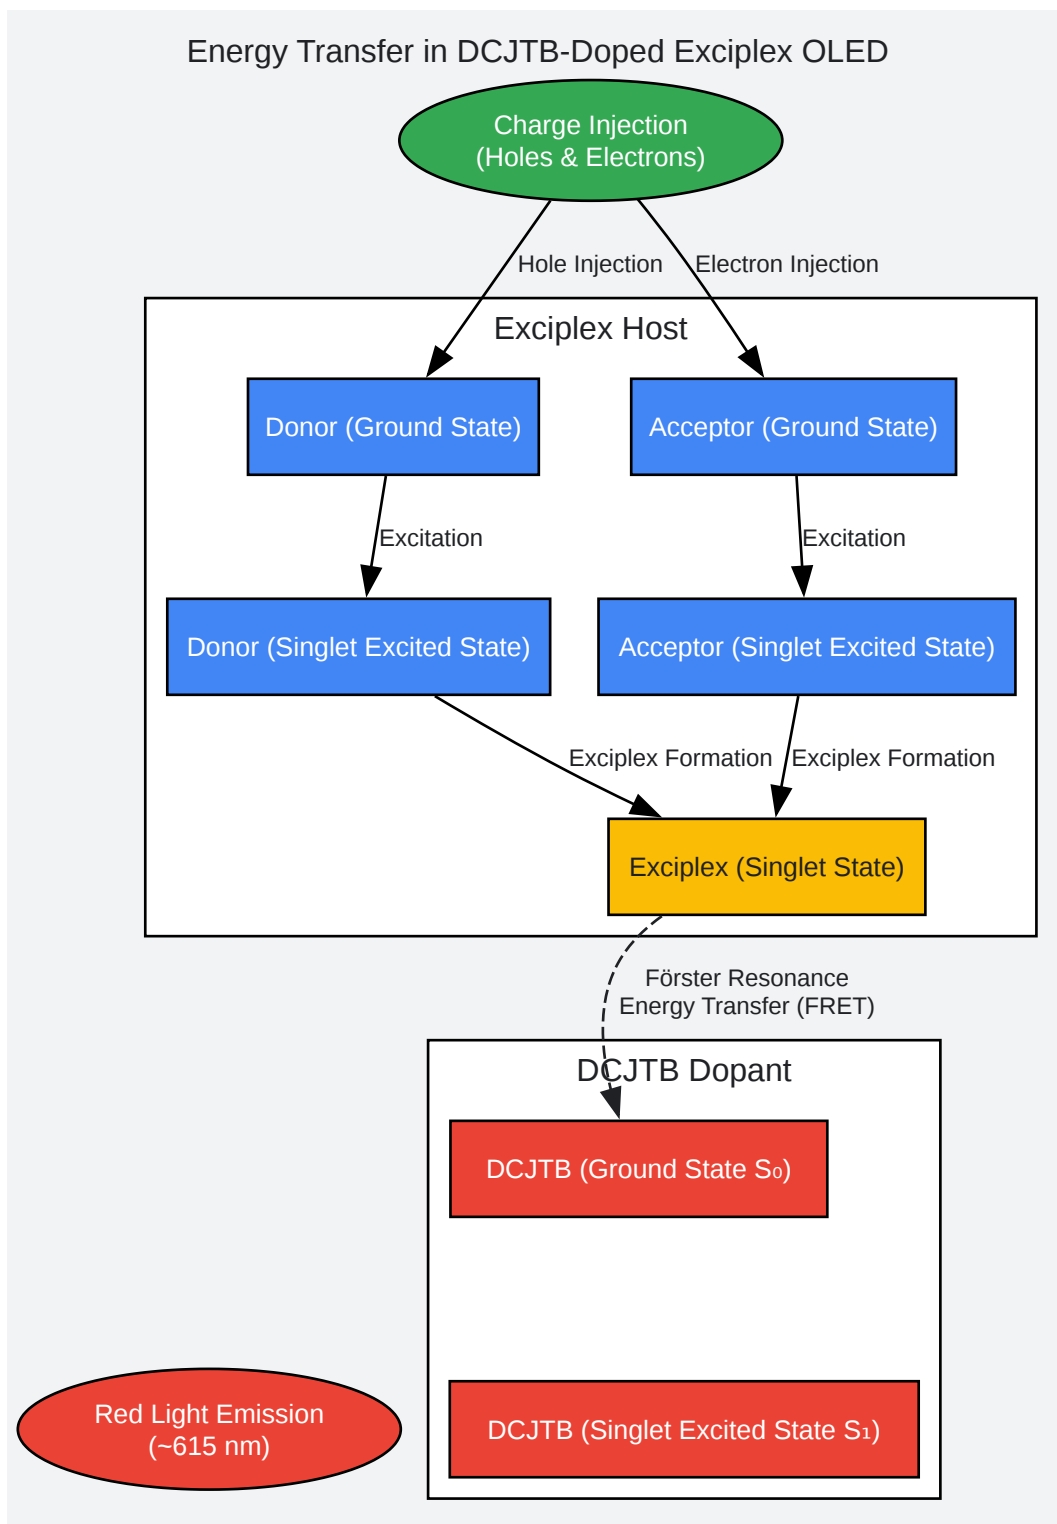 Energy Transfer in DCJTB-Doped Exciplex OLED
Charge Injection
(Holes & Electrons)
Hole Injection
Electron Injection
Exciplex Host
Donor (Ground State)
Acceptor (Ground State)
Excitation
Excitation
Donor (Singlet Excited State)
Acceptor (Singlet Excited State)
Exciplex Formation
Exciplex Formation
Exciplex (Singlet State)
Förster Resonance
Energy Transfer (FRET)
DCJTB Dopant
DCJTB (Ground State S₀)
Red Light Emission
(~615 nm)
DCJTB (Singlet Excited State S₁)